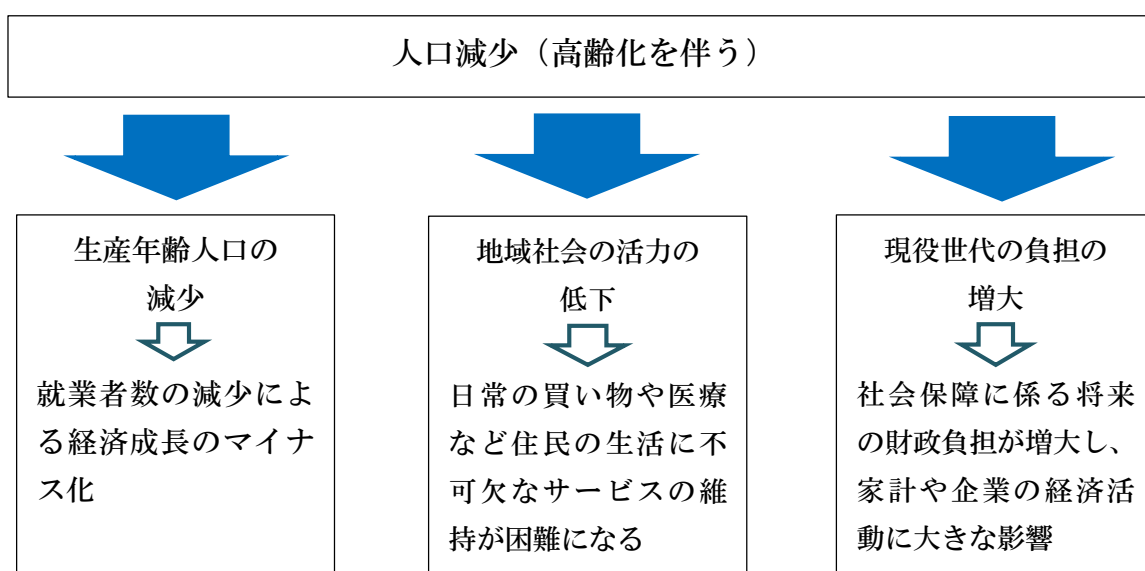 人口減少（高齢化を伴う）
生産年齢人口の
減少
就業者数の減少によ
る経済成長のマイナ
ス化
地域社会の活力の
低下
日常の買い物や医療
など住民の生活に不
可欠なサービスの維
持が困難になる
現役世代の負担の
増大
社会保障に係る将来
の財政負担が増大し、
家計や企業の経済活
動に大きな影響